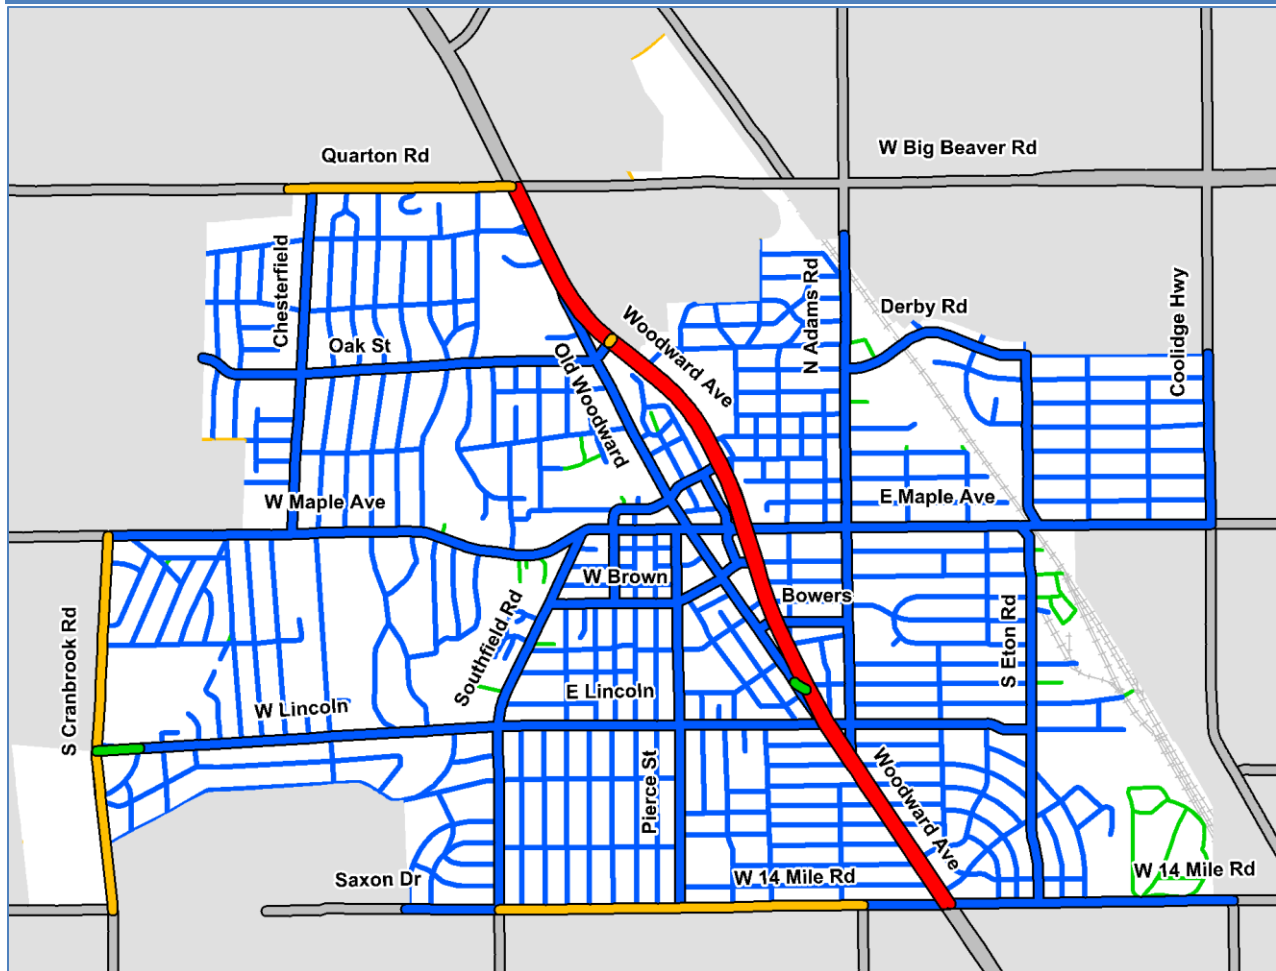 Quarton Rd
W Big Beaver Rd
Chesterfield
N Adams Rd
Coolidge Hwy
Derby Rd
Woodward Ave
Oak St
Old Woodward
W Maple Ave
E Maple Ave
W Brown
Bowers
S Cranbrook Rd
Southfield Rd
S Eton Rd
E Lincoln
W Lincoln
Pierce St
Woodward Ave
Saxon Dr
W 14 Mile Rd
W 14 Mile Rd